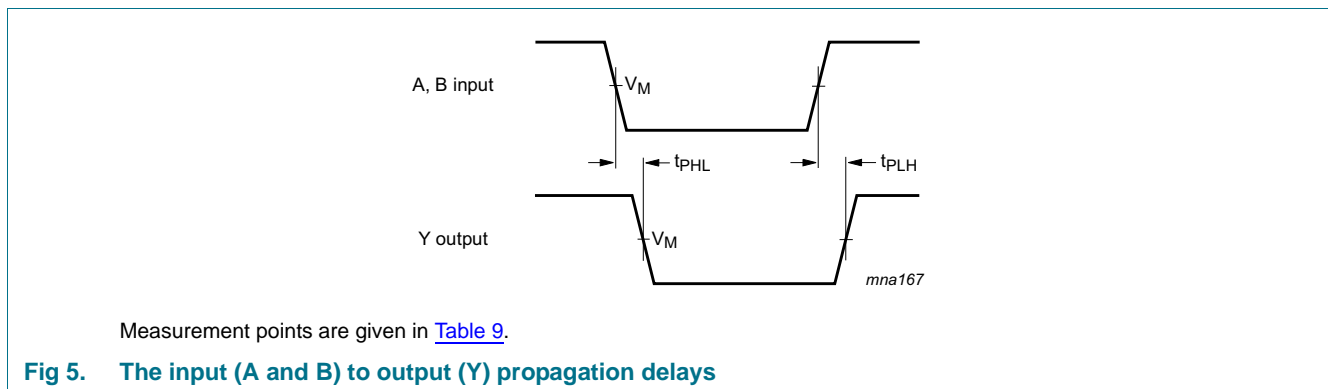 A, B input
VM
tPHL
tPLH
Y output
VM
mna167
Measurement points are given in Table 9.
Fig 5. The input (A and B) to output (Y) propagation delays